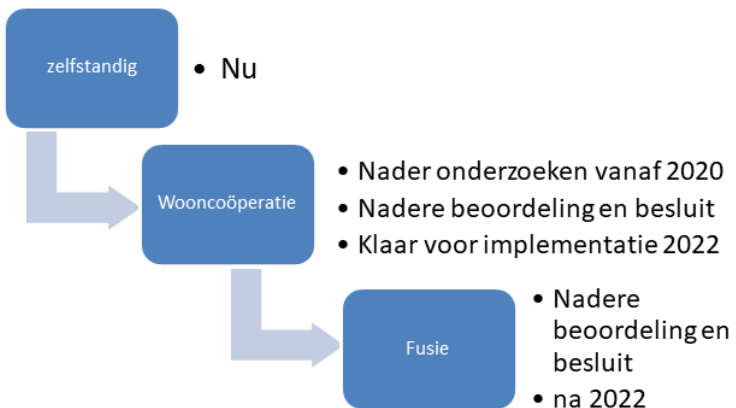 zelfstandig
• Nu
Wooncoöperatie
• Nader onderzoeken vanaf 2020
• Nadere beoordeling en besluit
• Klaar voor implementatie 2022
Fusie
• Nadere
beoordeling en
besluit
• na 2022